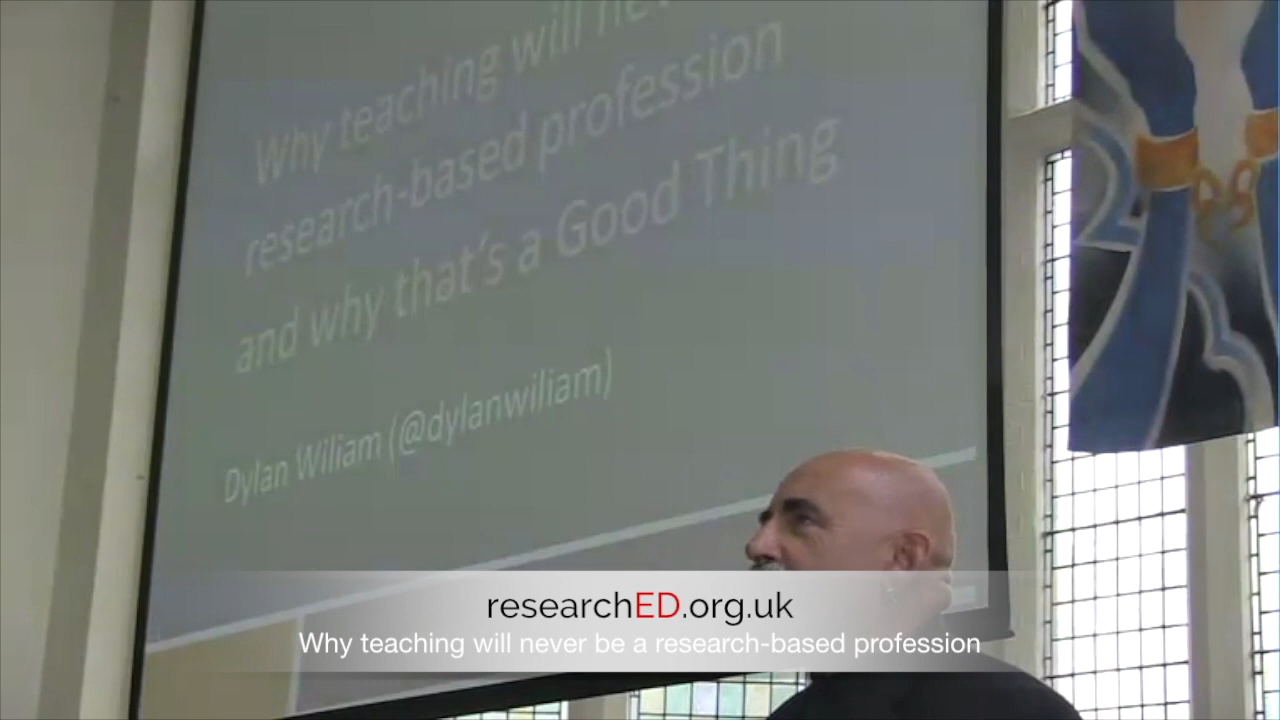 Why teaching will
research-based profession
and why that's a Good Thing
Dylan Wiliam (@dylanwiliam)
researchED.org.uk
Why teaching will never be a research-based profession